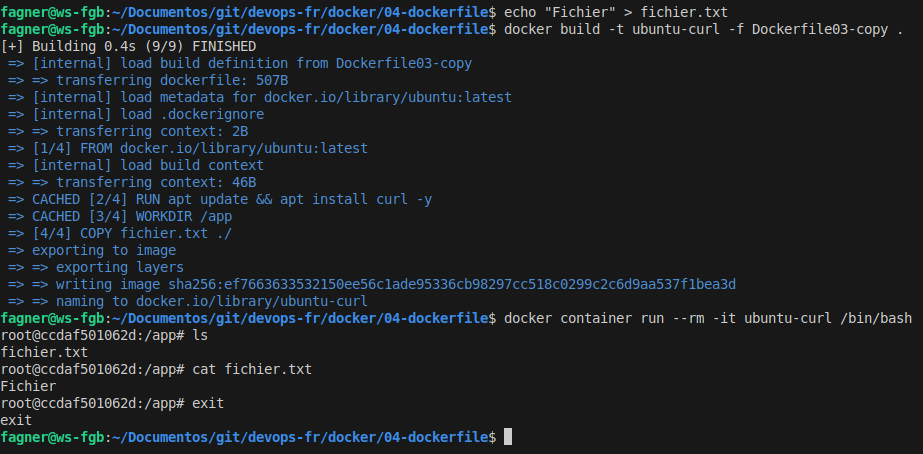 fagner@ws-fgb:~/Documentos/git/devops-fr/docker/04-dockerfile$ echo "Fichier" > fichier.txt
fagner@ws-fgb:~/Documentos/git/devops-fr/docker/04-dockerfile$ docker build -t ubuntu-curl -f Dockerfile03-copy .
[+] Building 0.4s (9/9) FINISHED
=> [internal] load build definition from Dockerfile03-copy
=> => transferring dockerfile: 507B
=> [internal] load metadata for docker.io/library/ubuntu:latest
=> [internal] load .dockerignore
=> => transferring context: 2B
=> [1/4] FROM docker.io/library/ubuntu:latest
=> [internal] load build context
=> => transferring context: 46B
=> CACHED [2/4] RUN apt update && apt install curl -y
=> CACHED [3/4] WORKDIR /app
=> [4/4] COPY fichier.txt ./
=> exporting to image
=> => exporting layers
=> => writing image sha256:ef7663633532150ee56c1ade95336cb98297cc518c0299c2c6d9aa537f1bea3d
=> => naming to docker.io/library/ubuntu-curl
fagner@ws-fgb:~/Documentos/git/devops-fr/docker/04-dockerfile$ docker container run --rm -it ubuntu-curl /bin/bash
root@ccdaf501062d:/app# ls
fichier.txt
root@ccdaf501062d:/app# cat fichier.txt
Fichier
root@ccdaf501062d:/app# exit
exit
fagner@ws-fgb:~/Documentos/git/devops-fr/docker/04-dockerfile$